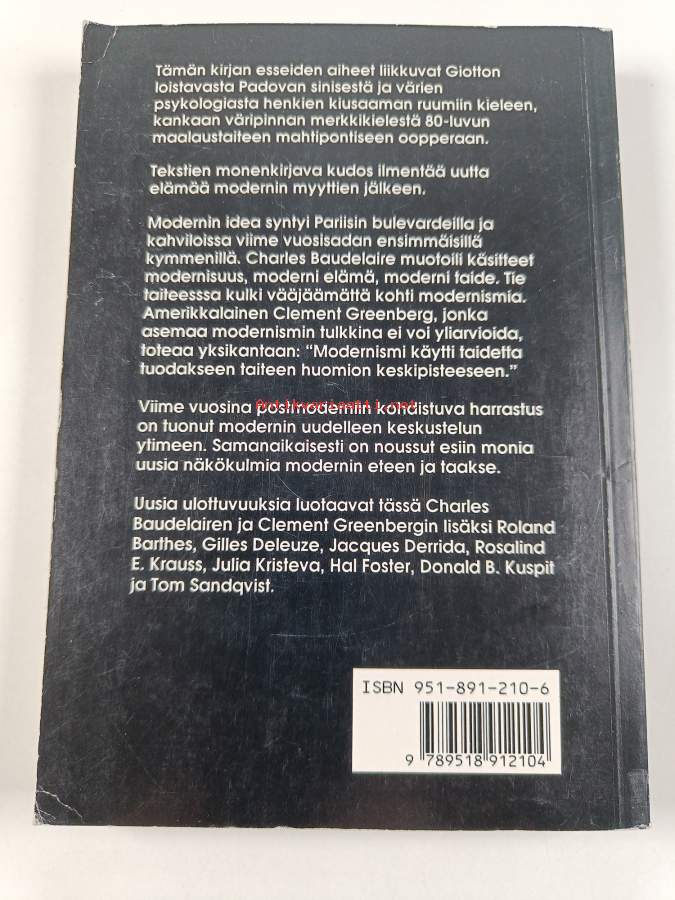 Tämän kirjan esseiden aiheet liikkuvat Giotton
loistavasta Padovan sinisestä ja värien
psykologiasta henkien kiusaaman ruumiin kieleen,
kankaan väripinnan merkkikielestä 80-luvun
maalaustaiteen mahtipontiseen oopperaan.
Tekstien monenkirjava kudos ilmentää uutta
elämää modernin myyttien jälkeen.
Modernin idea syntyi Pariisin bulevardeilla ja
kahviloissa viime vuosisadan ensimmäisillä
kymmenillä. Charles Baudelaire muotoili käsitteet
modernisuus, moderni elämä, moderni taide. Tie
taiteesssa kulki vääjäämättä kohti modernismia.
Amerikkalainen Clement Greenberg, jonka
asemaa modernismin tulkkina ei voi yliarvioida,
toteaa yksikantaan: “Modernismi käytti taidetta
tuodakseen taiteen huomion keskipisteeseen.”
Antikvariaatti.net
Viime vuosina postmoderniin kohdistuva harrastus
on tuonut modernin uudelleen keskustelun
ytimeen. Samanaikaisesti on noussut esiin monia
uusia näkökulmia modernin eteen ja taakse.
Uusia ulottuvuuksia luotaavat tässä Charles
Baudelairen ja Clement Greenbergin lisäksi Roland
Barthes, Gilles Deleuze, Jacques Derrida, Rosalind
E. Krauss, Julia Kristeva, Hal Foster, Donald B. Kuspit
ja Tom Sandqvist.
ISBN 951-891-210-6
9 789518 912104